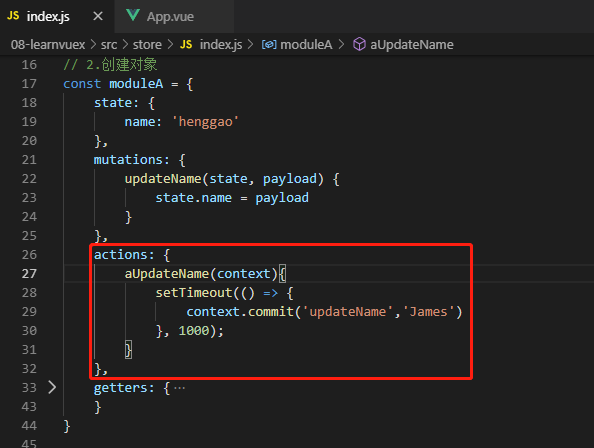 JS index.js × App.vue
08-learnvuex > src > store > JS index.js > moduleA > aUpdateName
16 // 2.创建对象
17 const moduleA = {
18 state: {
19 name: 'henggao'
20 },
21 mutations: {
22 updateName(state, payload) {
23 state.name = payload
24 }
25 },
26 actions: {
27 aUpdateName(context){
28 setTimeout(() => {
29 context.commit('updateName','James')
30 }, 1000);
31 }
32 },
33 getters: {⋯
43 }
44 }
45